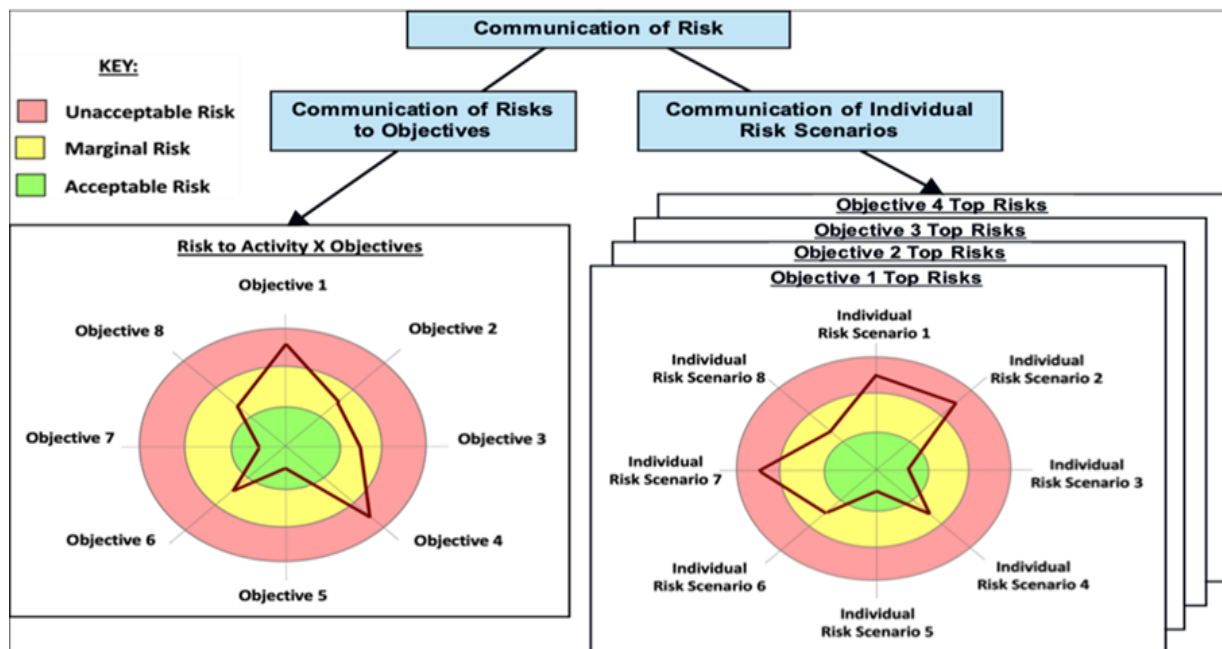 Communication of Risk
KEY:
Unacceptable Risk
Marginal Risk
Acceptable Risk
Communication of Risks
to Objectives
Communication of Individual
Risk Scenarios
Risk to Activity X Objectives
Objective 1
Objective 2
Objective 3
Objective 4
Objective 5
Objective 6
Objective 7
Objective 8
Objective 4 Top Risks
Objective 3 Top Risks
Objective 2 Top Risks
Objective 1 Top Risks
Individual
Risk Scenario 1
Individual
Risk Scenario 2
Individual
Risk Scenario 3
Individual
Risk Scenario 4
Individual
Risk Scenario 5
Individual
Risk Scenario 6
Individual
Risk Scenario 7
Individual
Risk Scenario 8